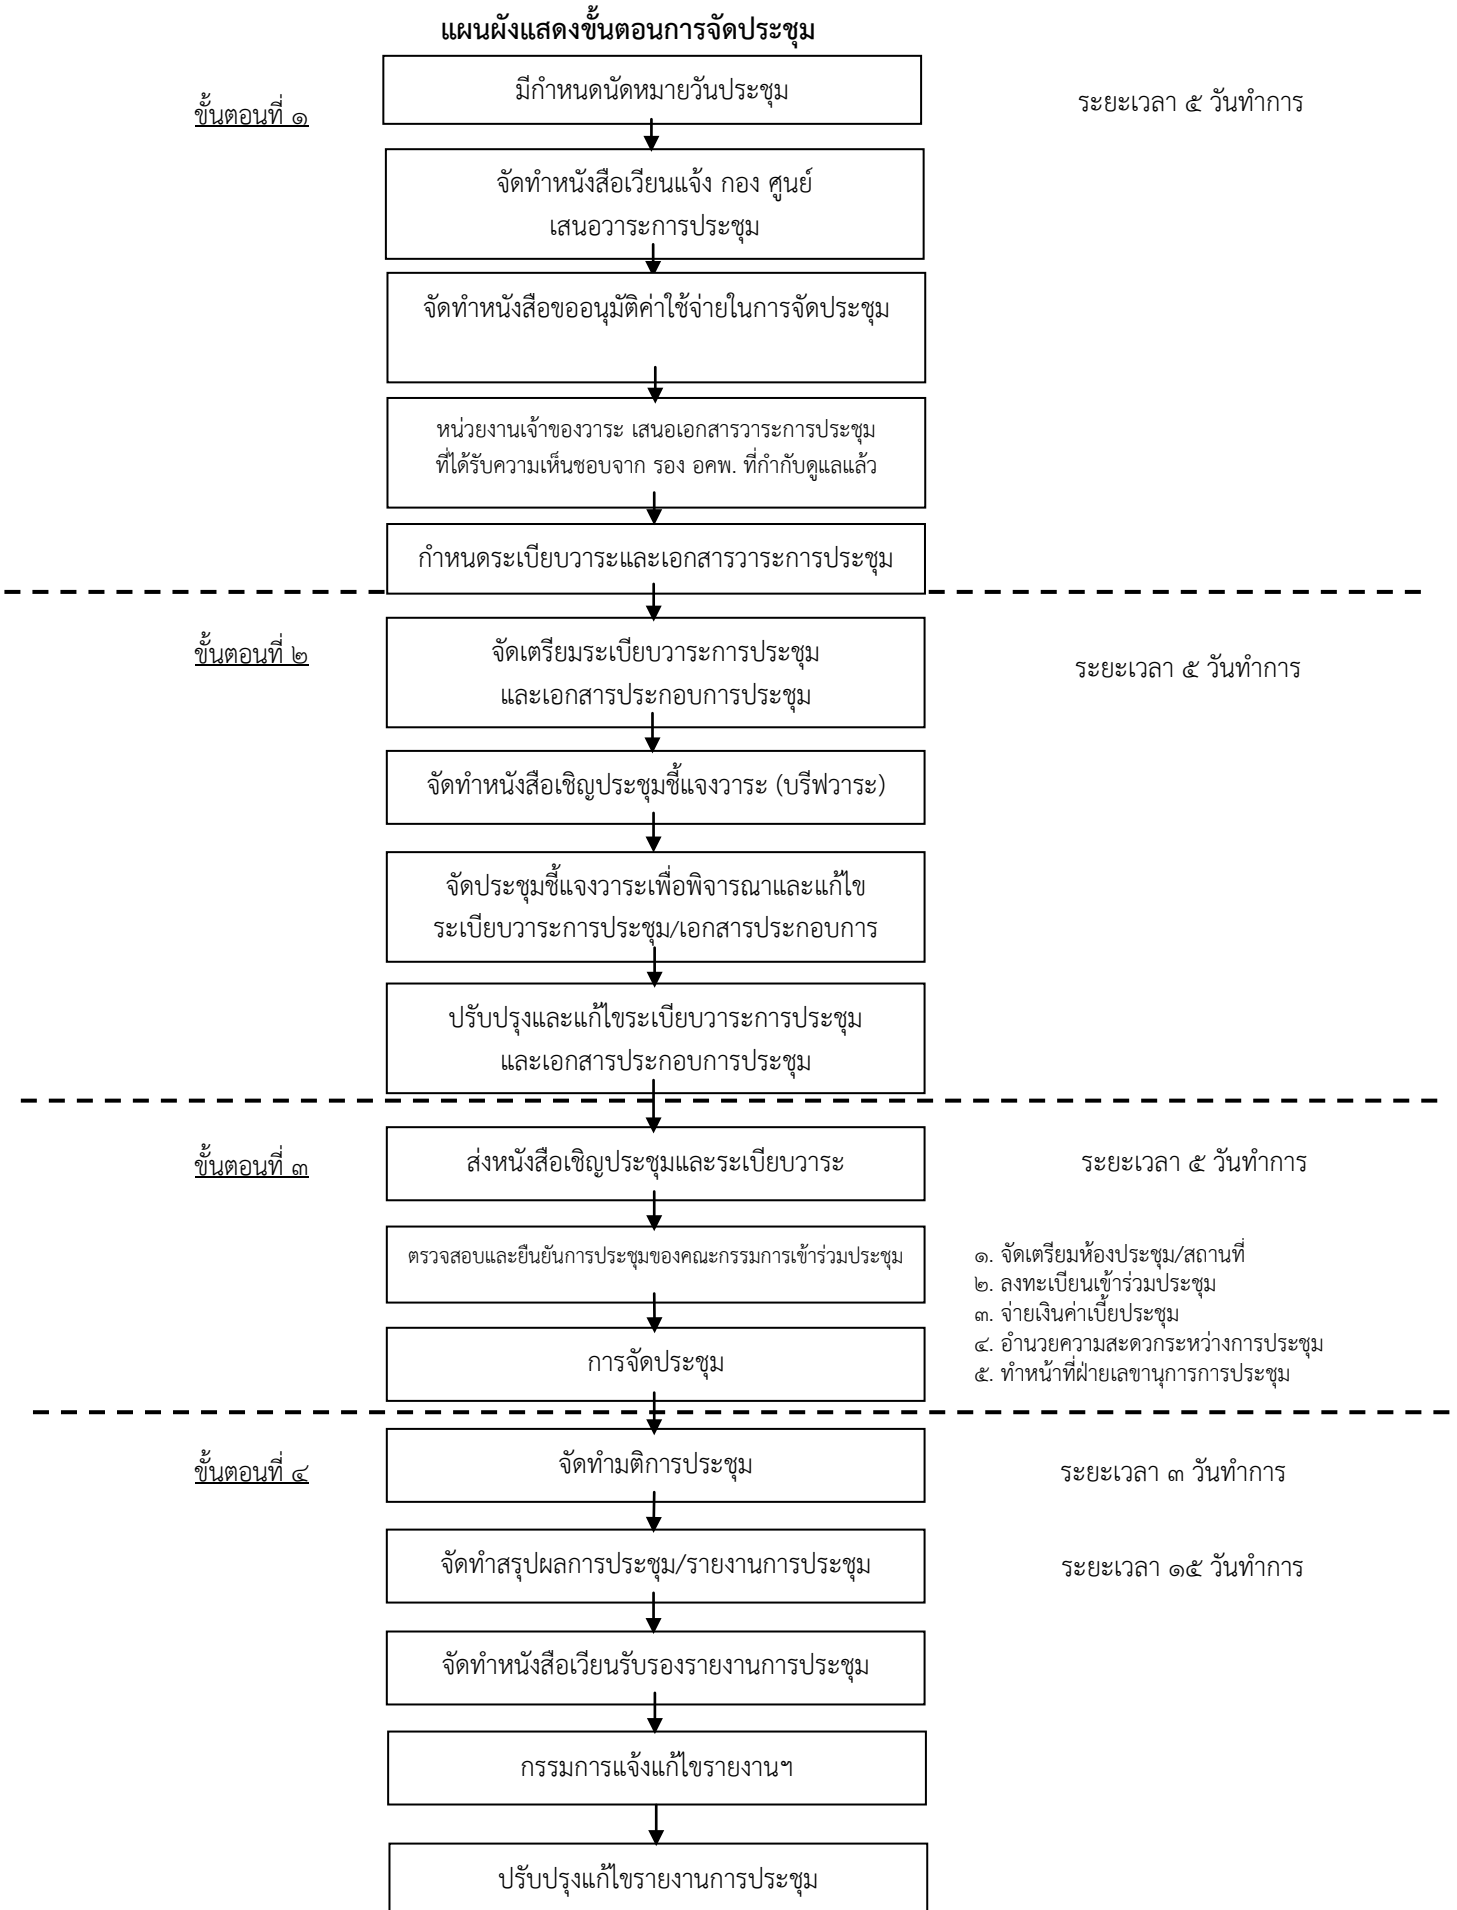 แผนผังแสดงขั้นตอนการจัดประชุม
ขั้นตอนที่ ๑
มีกำหนดนัดหมายวันประชุม
ระยะเวลา ๕ วันทำการ
จัดทำหนังสือเวียนแจ้ง กอง ศูนย์
เสนอวาระการประชุม
จัดทำหนังสือขออนุมัติค่าใช้จ่ายในการจัดประชุม
หน่วยงานเจ้าของวาระ เสนอเอกสารวาระการประชุม
ที่ได้รับความเห็นชอบจาก รอง อคพ. ที่กำกับดูแลแล้ว
กำหนดระเบียบวาระและเอกสารวาระการประชุม
ขั้นตอนที่ ๒
จัดเตรียมระเบียบวาระการประชุม
และเอกสารประกอบการประชุม
ระยะเวลา ๕ วันทำการ
จัดทำหนังสือเชิญประชุมชี้แจงวาระ (บรีฟวาระ)
จัดประชุมชี้แจงวาระเพื่อพิจารณาและแก้ไข
ระเบียบวาระการประชุม/เอกสารประกอบการ
ปรับปรุงและแก้ไขระเบียบวาระการประชุม
และเอกสารประกอบการประชุม
ขั้นตอนที่ ๓
ส่งหนังสือเชิญประชุมและระเบียบวาระ
ระยะเวลา ๕ วันทำการ
ตรวจสอบและยืนยันการประชุมของคณะกรรมการเข้าร่วมประชุม
การจัดประชุม
๑. จัดเตรียมห้องประชุม/สถานที่
๒. ลงทะเบียนเข้าร่วมประชุม
๓. จ่ายเงินค่าเบี้ยประชุม
๔. อำนวยความสะดวกระหว่างการประชุม
๕. ทำหน้าที่ฝ่ายเลขานุการการประชุม
ขั้นตอนที่ ๔
จัดทำมติการประชุม
ระยะเวลา ๓ วันทำการ
จัดทำสรุปผลการประชุม/รายงานการประชุม
ระยะเวลา ๑๕ วันทำการ
จัดทำหนังสือเวียนรับรองรายงานการประชุม
กรรมการแจ้งแก้ไขรายงานฯ
ปรับปรุงแก้ไขรายงานการประชุม